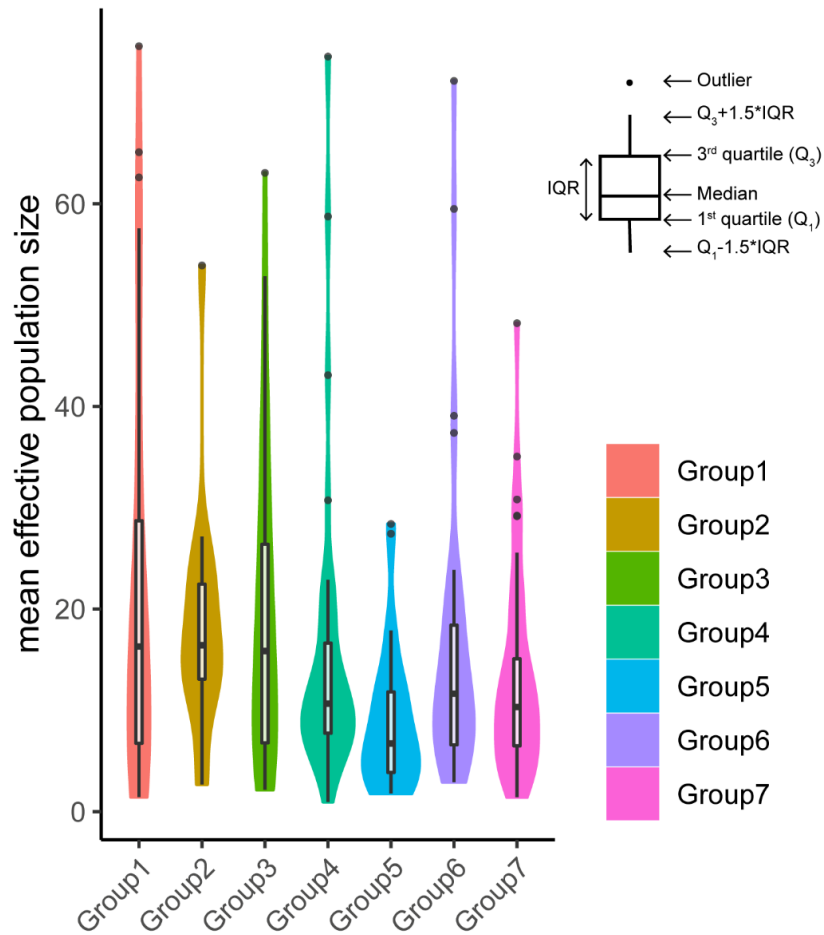 mean effective population size
60
40
20
0
Group1
Group2
Group3
Group4
Group5
Group6
Group7
Outlier
Q3+1.5*IQR
3rd quartile (Q3)
IQR
Median
1st quartile (Q1)
Q1-1.5*IQR
Group1
Group2
Group3
Group4
Group5
Group6
Group7